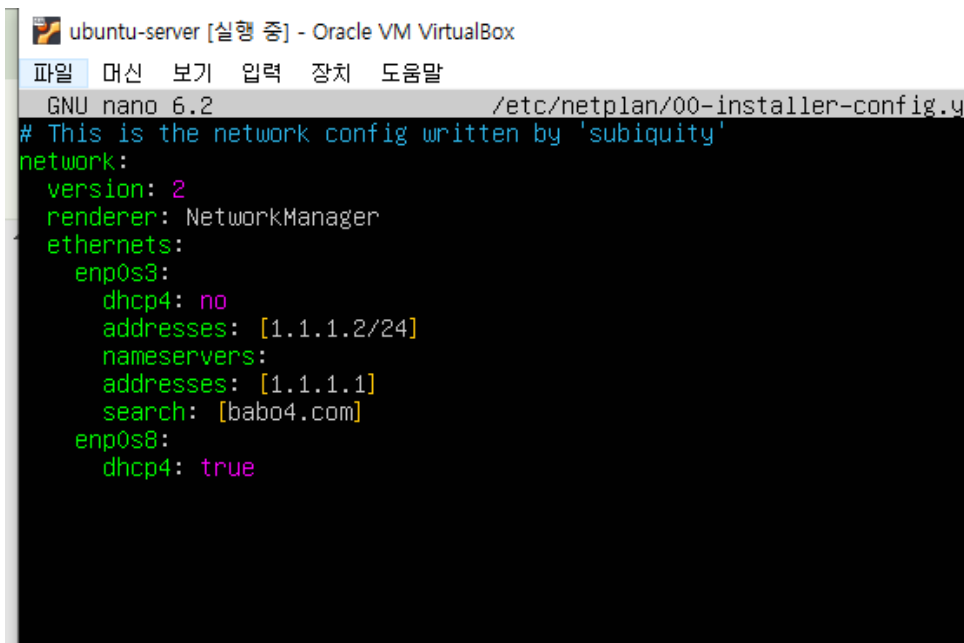 ubuntu-server [실행 중] - Oracle VM VirtualBox
파일 머신 보기 입력 장치 도움말
GNU nano 6.2 /etc/netplan/00-installer-config.y
# This is the network config written by 'subiquity'
network:
  version: 2
  renderer: NetworkManager
  ethernets:
    enp0s3:
      dhcp4: no
      addresses: [1.1.1.2/24]
      nameservers:
      addresses: [1.1.1.1]
      search: [babo4.com]
    enp0s8:
      dhcp4: true